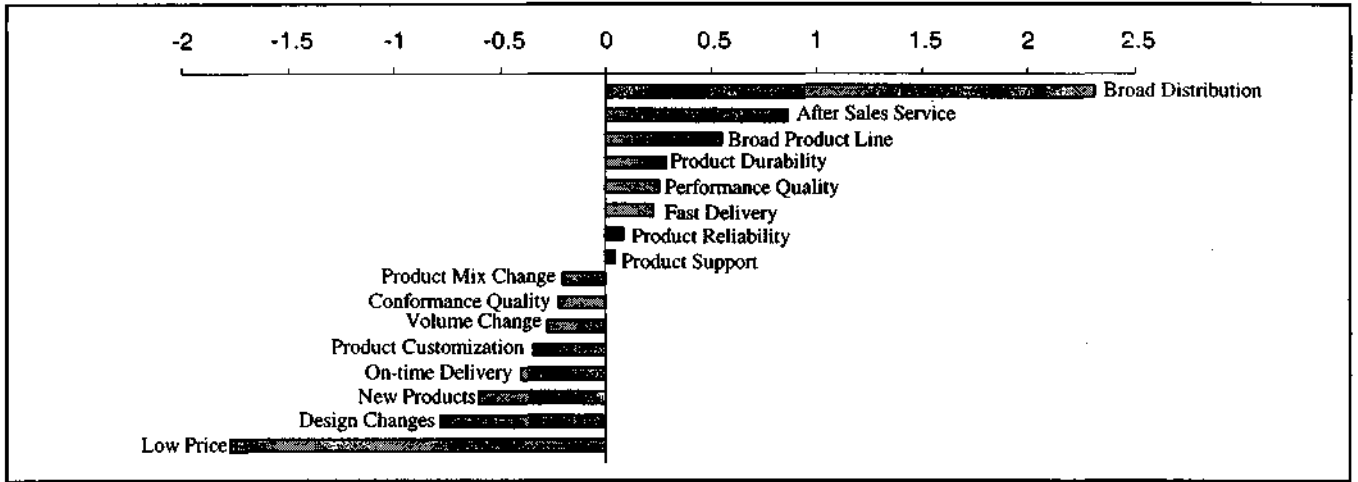 -2 -1.5 -1 -0.5 0 0.5 1 1.5 2 2.5
Broad Distribution
After Sales Service
Broad Product Line
Product Durability
Performance Quality
Fast Delivery
Product Reliability
Product Support
Product Mix Change
Conformance Quality
Volume Change
Product Customization
On-time Delivery
New Products
Design Changes
Low Price